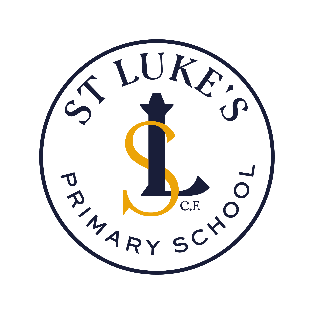 ST LUKE'S
SL
C.E.
PRIMARY SCHOOL